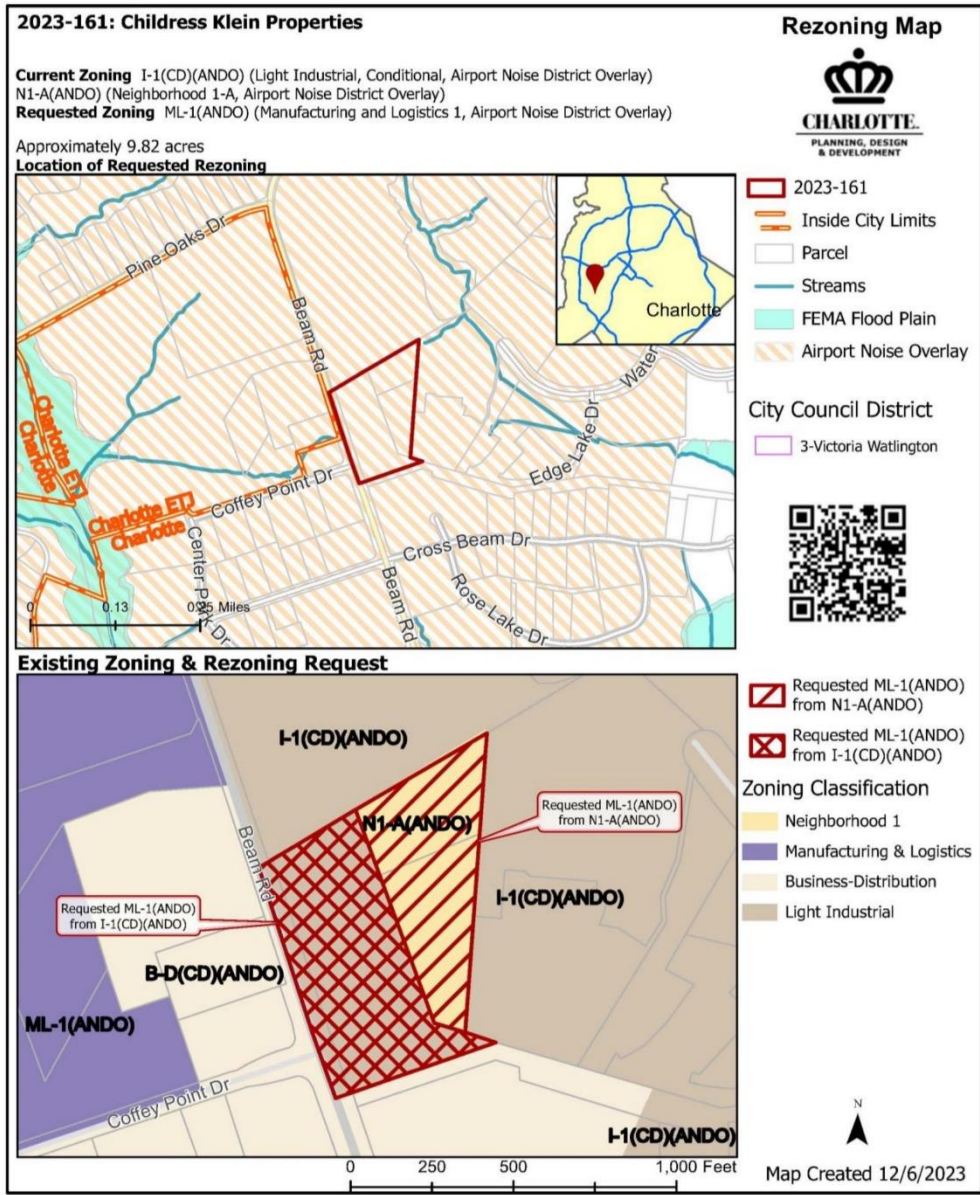 2023-161: Childress Klein Properties
Current Zoning I-1(CD)(ANDO) (Light Industrial, Conditional, Airport Noise District Overlay)
N1-A(ANDO) (Neighborhood 1-A, Airport Noise District Overlay)
Requested Zoning ML-1(ANDO) (Manufacturing and Logistics 1, Airport Noise District Overlay)
Approximately 9.82 acres
Location of Requested Rezoning
Rezoning Map
CHARLOTTE.
PLANNING, DESIGN
& DEVELOPMENT
Pine Oaks Dr
Beam Rd
Charlotte
Water
Edge Lake Dr
Charlotte ETJ
Charlotte
Coffey Point Dr
Charlotte ETJ
Charlotte
Center Park Dr
Cross Beam Dr
Rose Lake Dr
Beam Rd
0 0.13 0.25 Miles
2023-161
Inside City Limits
Parcel
Streams
FEMA Flood Plain
Airport Noise Overlay
City Council District
3-Victoria Watlington
Existing Zoning & Rezoning Request
I-1(CD)(ANDO)
N1-A(ANDO)
Requested ML-1(ANDO)
from N1-A(ANDO)
Beam Rd
I-1(CD)(ANDO)
Requested ML-1(ANDO)
from I-1(CD)(ANDO)
B-D(CD)(ANDO)
ML-1(ANDO)
Coffey Point Dr
I-1(CD)(ANDO)
0 250 500 1,000 Feet
Requested ML-1(ANDO)
from N1-A(ANDO)
Requested ML-1(ANDO)
from I-1(CD)(ANDO)
Zoning Classification
Neighborhood 1
Manufacturing & Logistics
Business-Distribution
Light Industrial
N
Map Created 12/6/2023